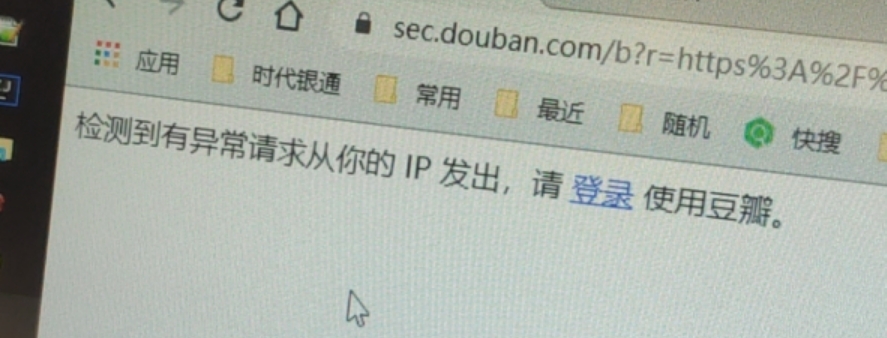 sec.douban.com/b?r=https%3A%2F%
应用 时代银通 常用 最近 随机 快搜
检测到有异常请求从你的 IP 发出，请 登录 使用豆瓣。